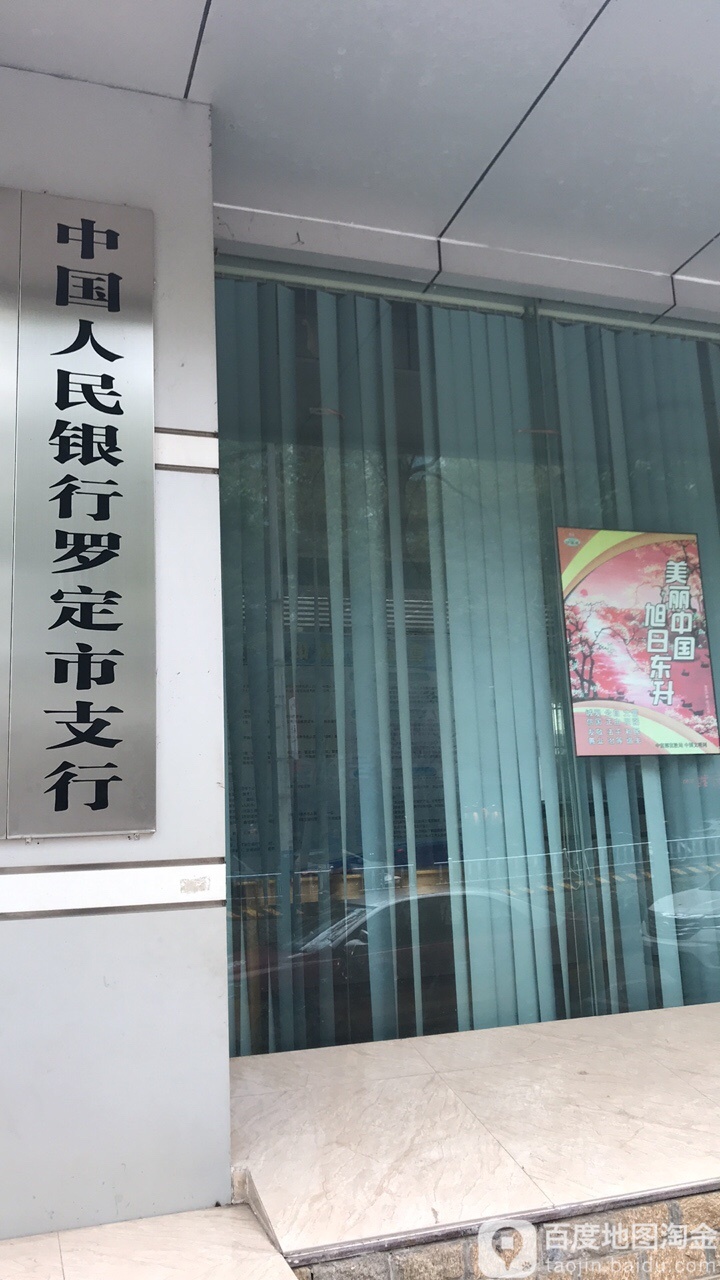 中国人民银行罗定市支行
美丽中国
旭日东升
百度地图淘金
taojin.baidu.com